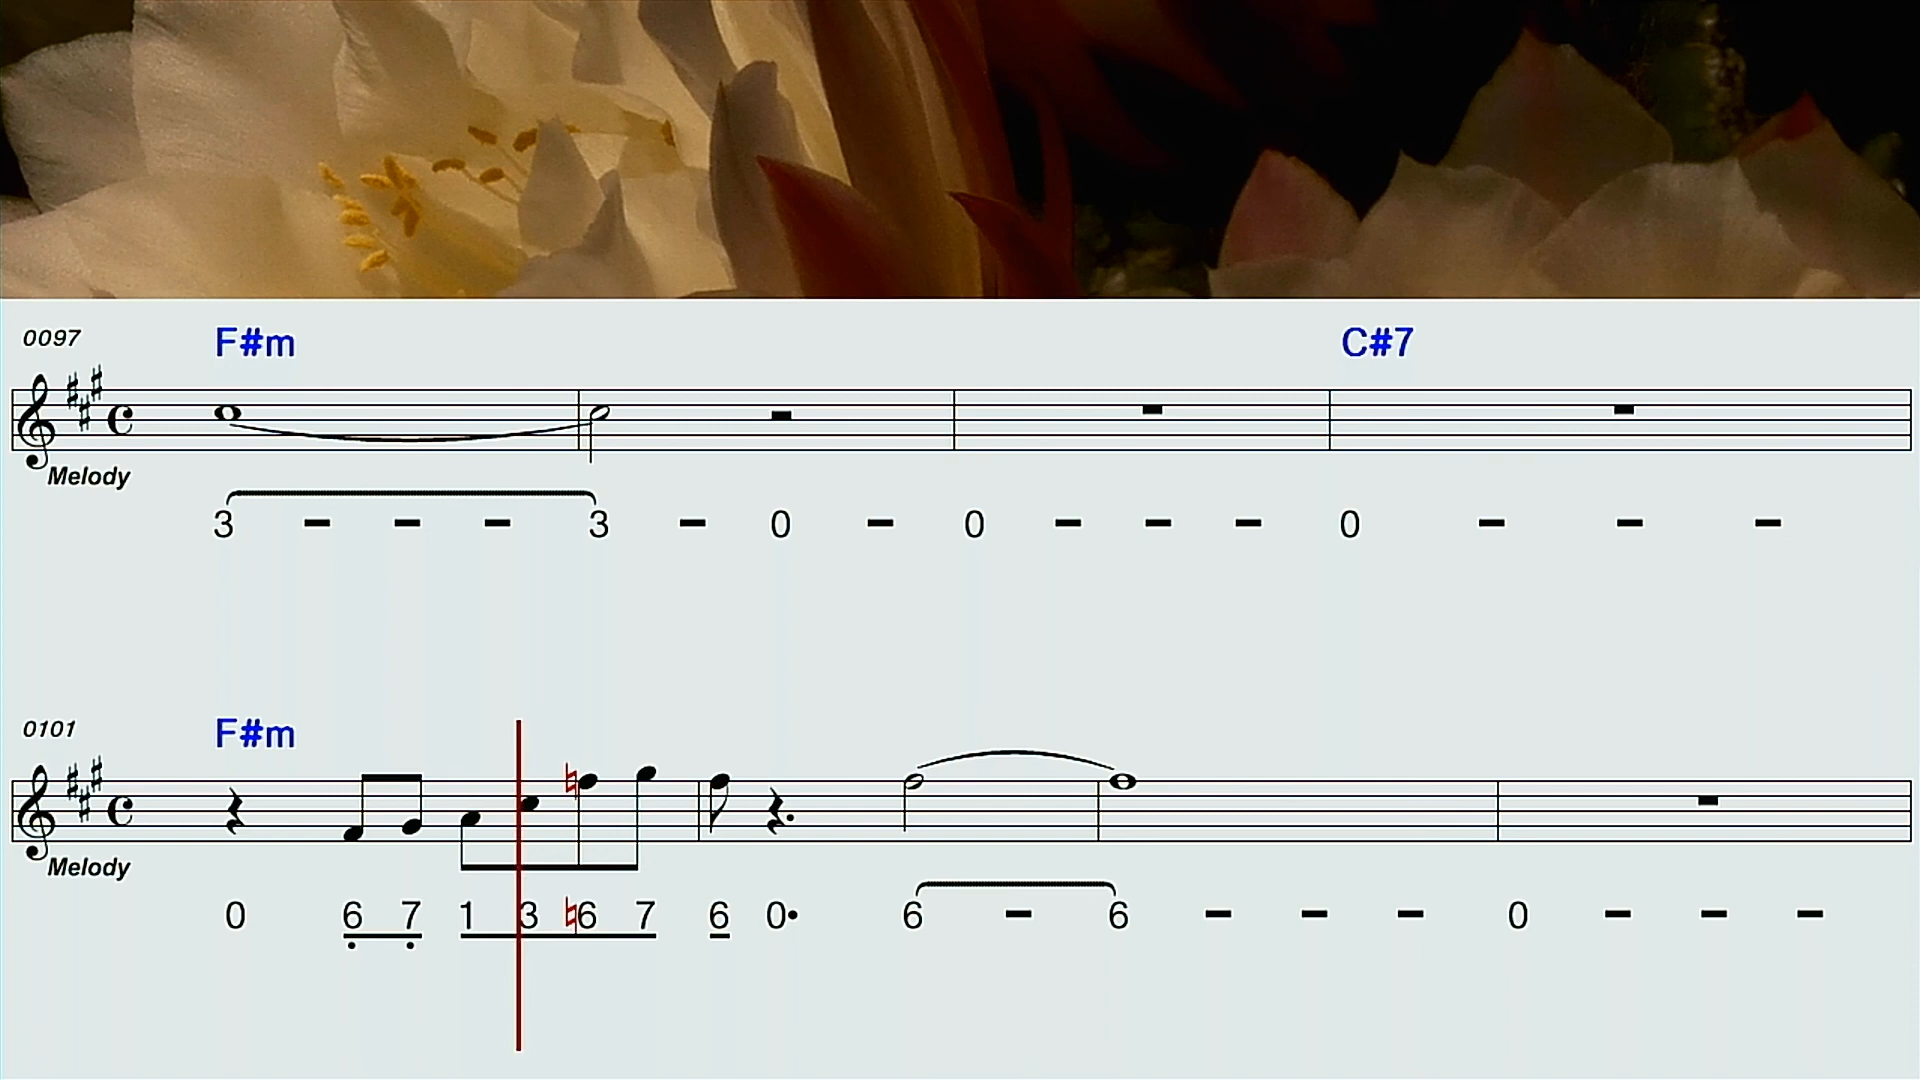 0097 F#m C#7
Melody
3 - - - 3 - 0 - 0 - - - 0 - - -
0101 F#m
Melody
0 6 7 1 3 ♮6 7 6 0• 6 - 6 - - - 0 - - -